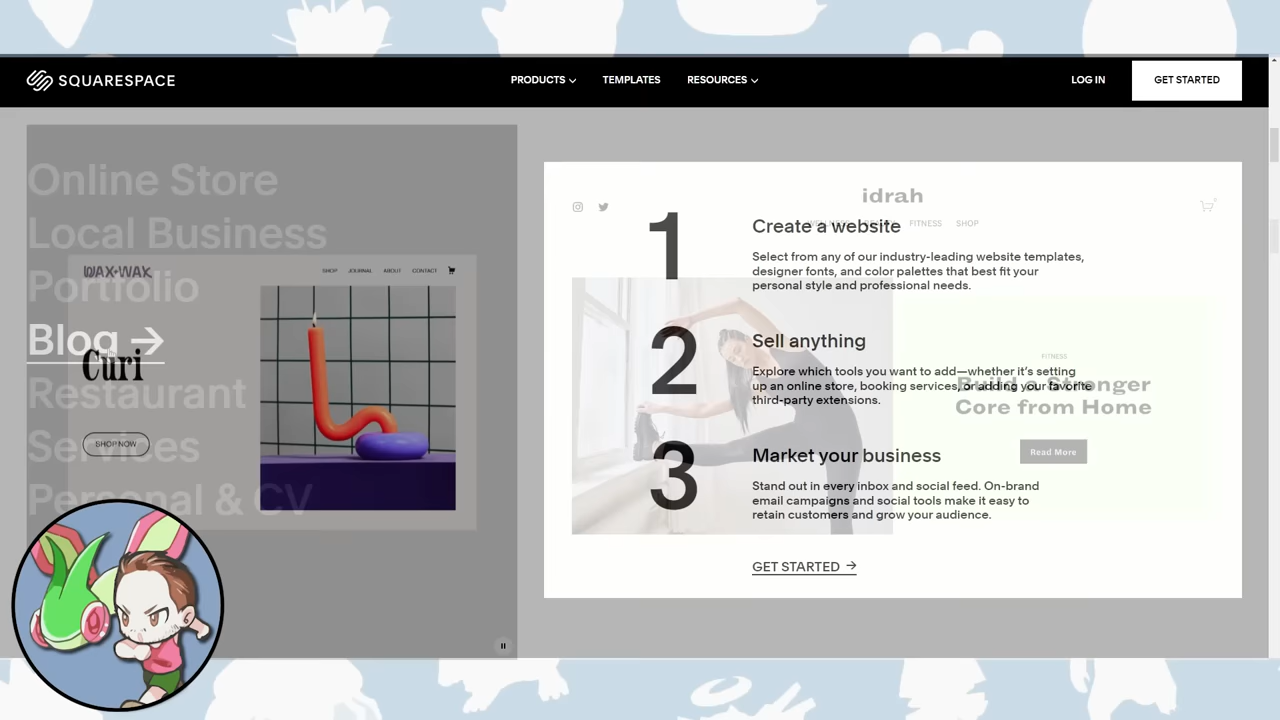 SQUARESPACE
PRODUCTS
TEMPLATES
RESOURCES
LOG IN
GET STARTED
Online Store
Local Business
Portfolio
Blog →
Restaurant
Services
Personal & CV
WAX•WAX
SHOP
JOURNAL
ABOUT
CONTACT
Curi
SHOP NOW
idrah
FITNESS
SHOP
1
Create a website
Select from any of our industry-leading website templates,
designer fonts, and color palettes that best fit your
personal style and professional needs.
2
Sell anything
Explore which tools you want to add—whether it's setting
up an online store, booking services, or adding your favorite
third-party extensions.
3
Market your business
Stand out in every inbox and social feed. On-brand
email campaigns and social tools make it easy to
retain customers and grow your audience.
GET STARTED →
FITNESS
Build a Stronger
Core from Home
Read More